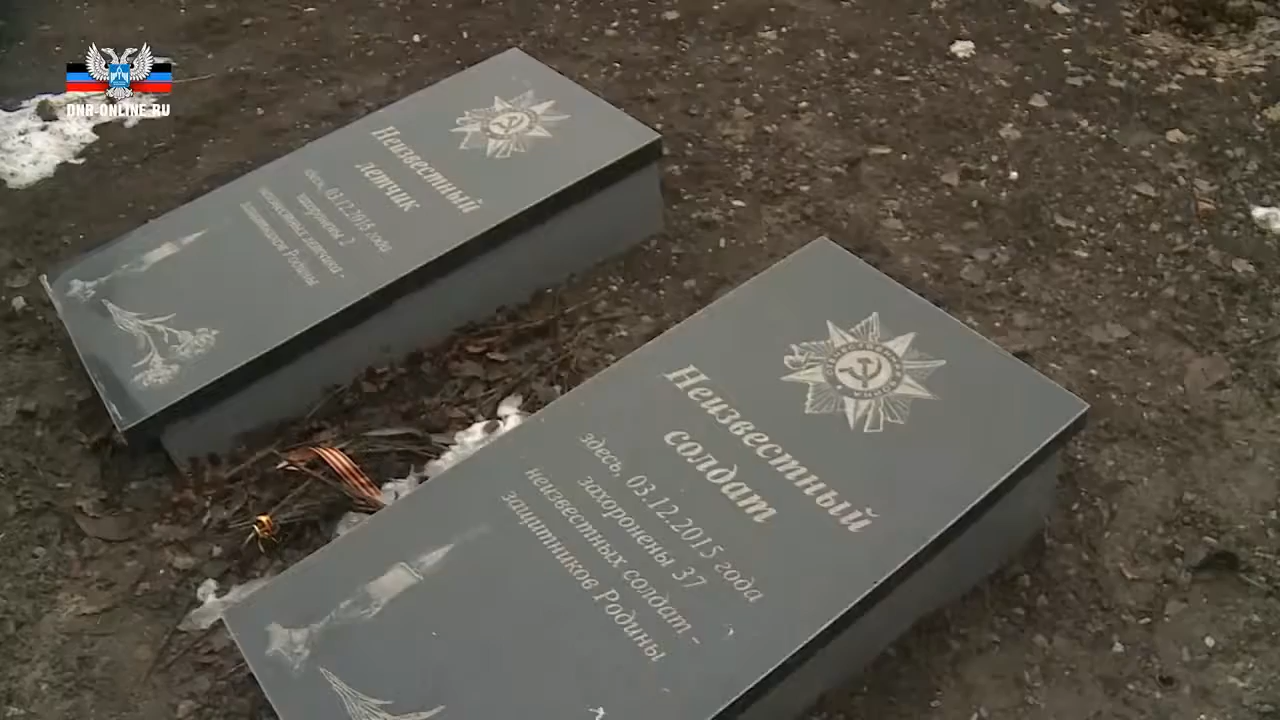 DNR-ONLINE.RU
Неизвестный
летчик
здесь, 03.12.2015 года
захоронены 2
неизвестных летчика -
защитники Родины
Неизвестный
солдат
здесь, 03.12.2015 года
захоронены 37
неизвестных солдат -
защитников Родины